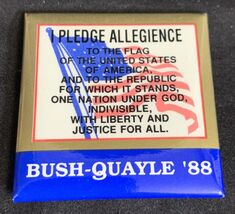 I PLEDGE ALLEGIENCE
TO THE FLAG
OF THE UNITED STATES
OF AMERICA,
AND TO THE REPUBLIC
FOR WHICH IT STANDS,
ONE NATION UNDER GOD,
INDIVISIBLE,
WITH LIBERTY AND
JUSTICE FOR ALL.
BUSH-QUAYLE '88